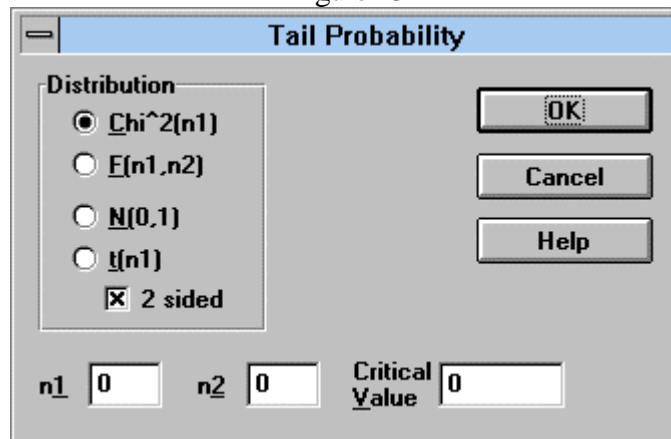 Tail Probability
Distribution
Chi^2(n1)
F(n1,n2)
N(0,1)
t(n1)
2 sided
OK
Cancel
Help
n1 0 n2 0 Critical Value 0